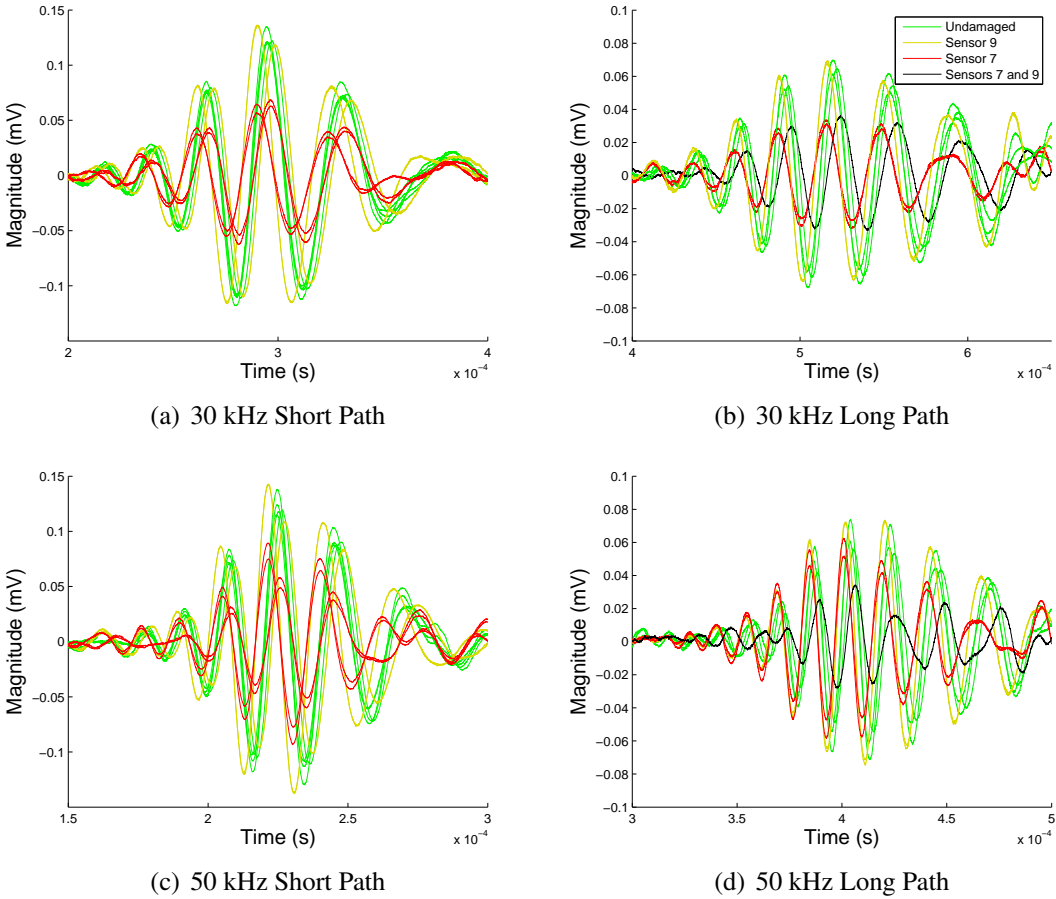 0.15
0.1
0.05
0
−0.05
−0.1
Magnitude (mV)
2
3
4
Time (s)
x 10⁻⁴
(a) 30 kHz Short Path
0.1
0.08
0.06
0.04
0.02
0
−0.02
−0.04
−0.06
−0.08
−0.1
Magnitude (mV)
4
5
6
Time (s)
x 10⁻⁴
Undamaged
Sensor 9
Sensor 7
Sensors 7 and 9
(b) 30 kHz Long Path
0.15
0.1
0.05
0
−0.05
−0.1
Magnitude (mV)
1.5
2
2.5
3
Time (s)
x 10⁻⁴
(c) 50 kHz Short Path
0.1
0.08
0.06
0.04
0.02
0
−0.02
−0.04
−0.06
−0.08
−0.1
Magnitude (mV)
3
3.5
4
4.5
5
Time (s)
x 10⁻⁴
(d) 50 kHz Long Path